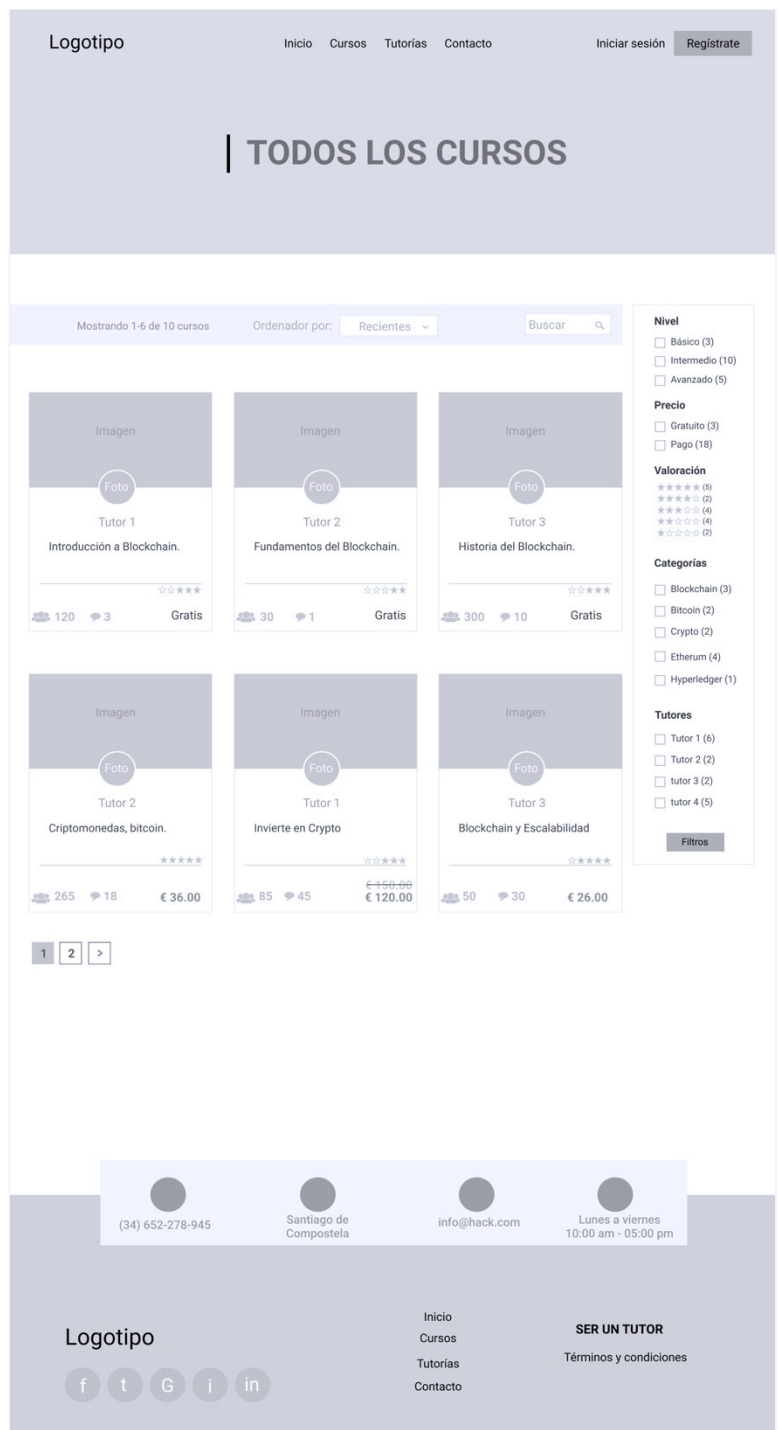 Logotipo
Inicio Cursos Tutorías Contacto
Iniciar sesión Regístrate
TODOS LOS CURSOS
Mostrando 1-6 de 10 cursos Ordenador por: Recientes Buscar
Imagen
Foto
Tutor 1
Introducción a Blockchain.
☆☆★★★
120 3 Gratis
Imagen
Foto
Tutor 2
Fundamentos del Blockchain.
☆☆☆★★
30 1 Gratis
Imagen
Foto
Tutor 3
Historia del Blockchain.
☆☆★★★
300 10 Gratis
Imagen
Foto
Tutor 2
Criptomonedas, bitcoin.
★★★★★
265 18 € 36.00
Imagen
Foto
Tutor 1
Invierte en Crypto
☆☆★★★
€ 150.00
85 45 € 120.00
Imagen
Foto
Tutor 3
Blockchain y Escalabilidad
☆★★★★
50 30 € 26.00
1 2 >
Nivel
Básico (3)
Intermedio (10)
Avanzado (5)
Precio
Gratuito (3)
Pago (18)
Valoración
★★★★★ (5)
★★★★☆ (2)
★★★☆☆ (4)
★★☆☆☆ (4)
★☆☆☆☆ (2)
Categorías
Blockchain (3)
Bitcoin (2)
Crypto (2)
Etherum (4)
Hyperledger (1)
Tutores
Tutor 1 (6)
Tutor 2 (2)
tutor 3 (2)
tutor 4 (5)
Filtros
(34) 652-278-945
Santiago de
Compostela
info@hack.com
Lunes a viernes
10:00 am - 05:00 pm
Logotipo
f t G i in
Inicio
Cursos
Tutorías
Contacto
SER UN TUTOR
Términos y condiciones